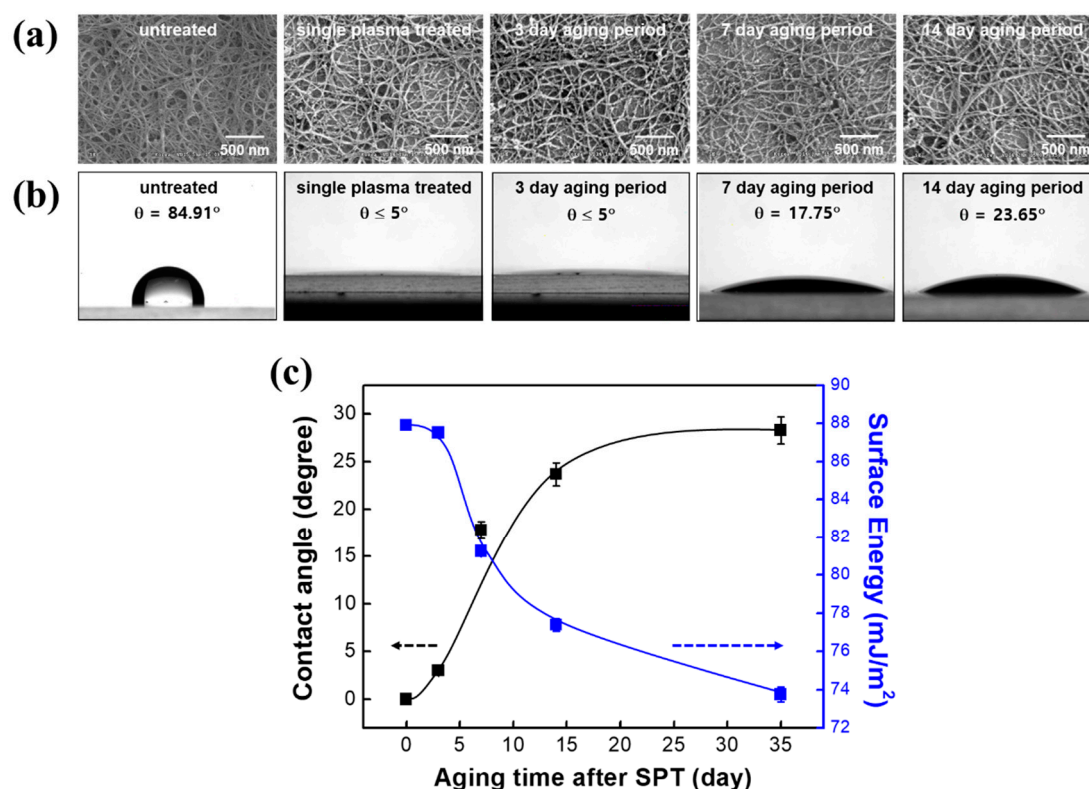 (a)
untreated
single plasma treated
3 day aging period
7 day aging period
14 day aging period
500 nm
500 nm
500 nm
500 nm
500 nm
(b)
untreated
θ = 84.91°
single plasma treated
θ ≤ 5°
3 day aging period
θ ≤ 5°
7 day aging period
θ = 17.75°
14 day aging period
θ = 23.65°
(c)
Contact angle (degree)
30
25
20
15
10
5
0
90
88
86
84
82
80
78
76
74
72
Surface Energy (mJ/m²)
0 5 10 15 20 25 30 35
Aging time after SPT (day)